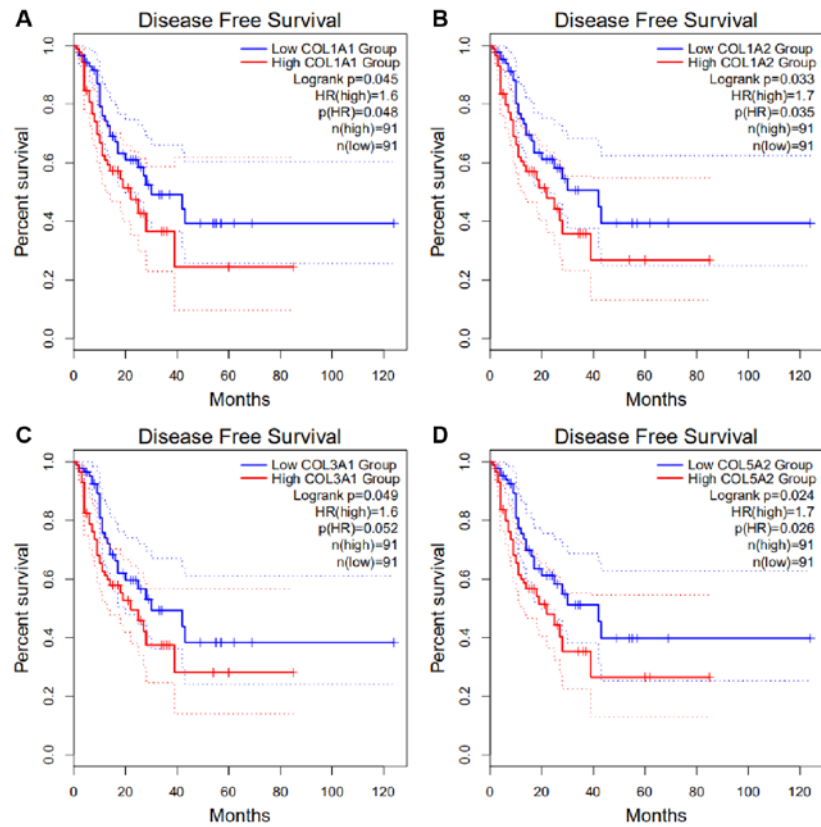 A
Disease Free Survival
Low COL1A1 Group
High COL1A1 Group
Logrank p=0.045
HR(high)=1.6
p(HR)=0.048
n(high)=91
n(low)=91
Percent survival
1.0
0.8
0.6
0.4
0.2
0.0
0 20 40 60 80 100 120
Months
B
Disease Free Survival
Low COL1A2 Group
High COL1A2 Group
Logrank p=0.033
HR(high)=1.7
p(HR)=0.035
n(high)=91
n(low)=91
Percent survival
1.0
0.8
0.6
0.4
0.2
0.0
0 20 40 60 80 100 120
Months
C
Disease Free Survival
Low COL3A1 Group
High COL3A1 Group
Logrank p=0.049
HR(high)=1.6
p(HR)=0.052
n(high)=91
n(low)=91
Percent survival
1.0
0.8
0.6
0.4
0.2
0.0
0 20 40 60 80 100 120
Months
D
Disease Free Survival
Low COL5A2 Group
High COL5A2 Group
Logrank p=0.024
HR(high)=1.7
p(HR)=0.026
n(high)=91
n(low)=91
Percent survival
1.0
0.8
0.6
0.4
0.2
0.0
0 20 40 60 80 100 120
Months